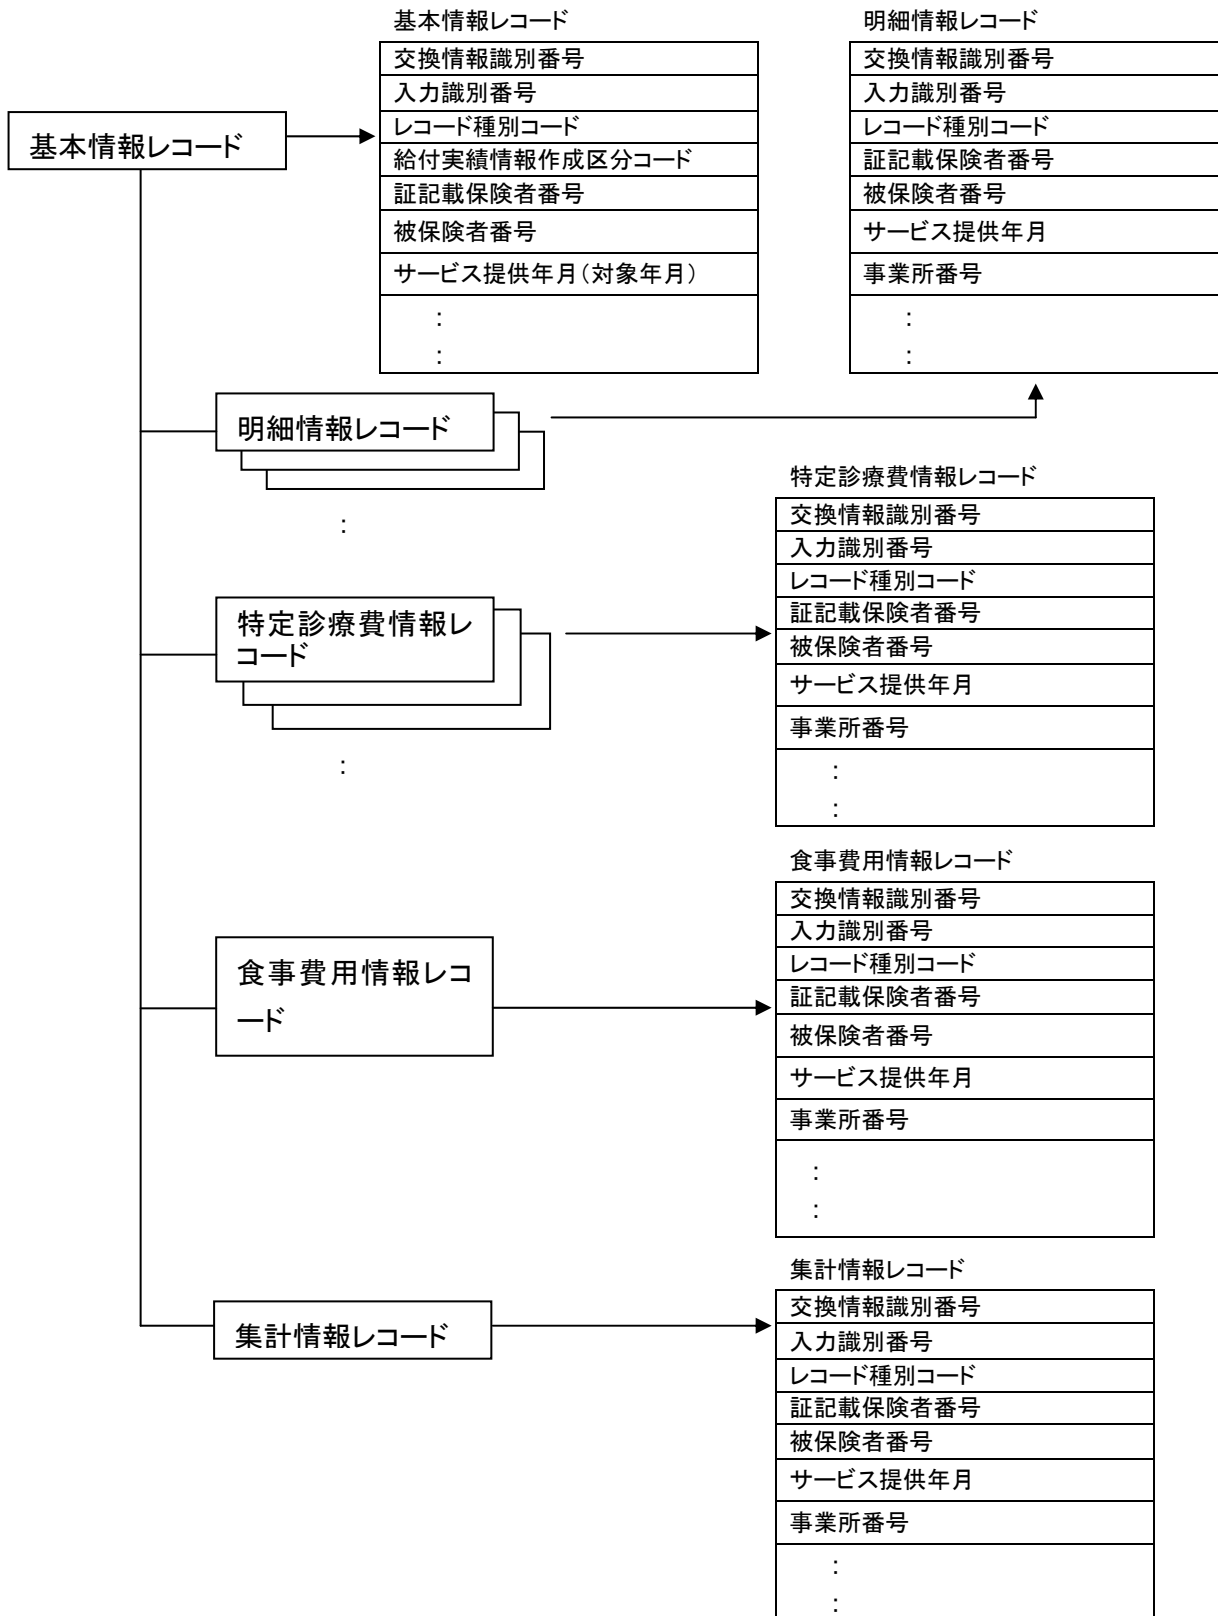 基本情報レコード
交換情報識別番号
入力識別番号
レコード種別コード
給付実績情報作成区分コード
証記載保険者番号
被保険者番号
サービス提供年月(対象年月)
:
:
明細情報レコード
交換情報識別番号
入力識別番号
レコード種別コード
証記載保険者番号
被保険者番号
サービス提供年月
事業所番号
:
:
基本情報レコード
明細情報レコード
:
特定診療費情報レコード
交換情報識別番号
入力識別番号
レコード種別コード
証記載保険者番号
被保険者番号
サービス提供年月
事業所番号
:
:
特定診療費情報レ
コード
:
食事費用情報レコード
交換情報識別番号
入力識別番号
レコード種別コード
証記載保険者番号
被保険者番号
サービス提供年月
事業所番号
:
:
食事費用情報レコ
ード
集計情報レコード
交換情報識別番号
入力識別番号
レコード種別コード
証記載保険者番号
被保険者番号
サービス提供年月
事業所番号
:
:
集計情報レコード